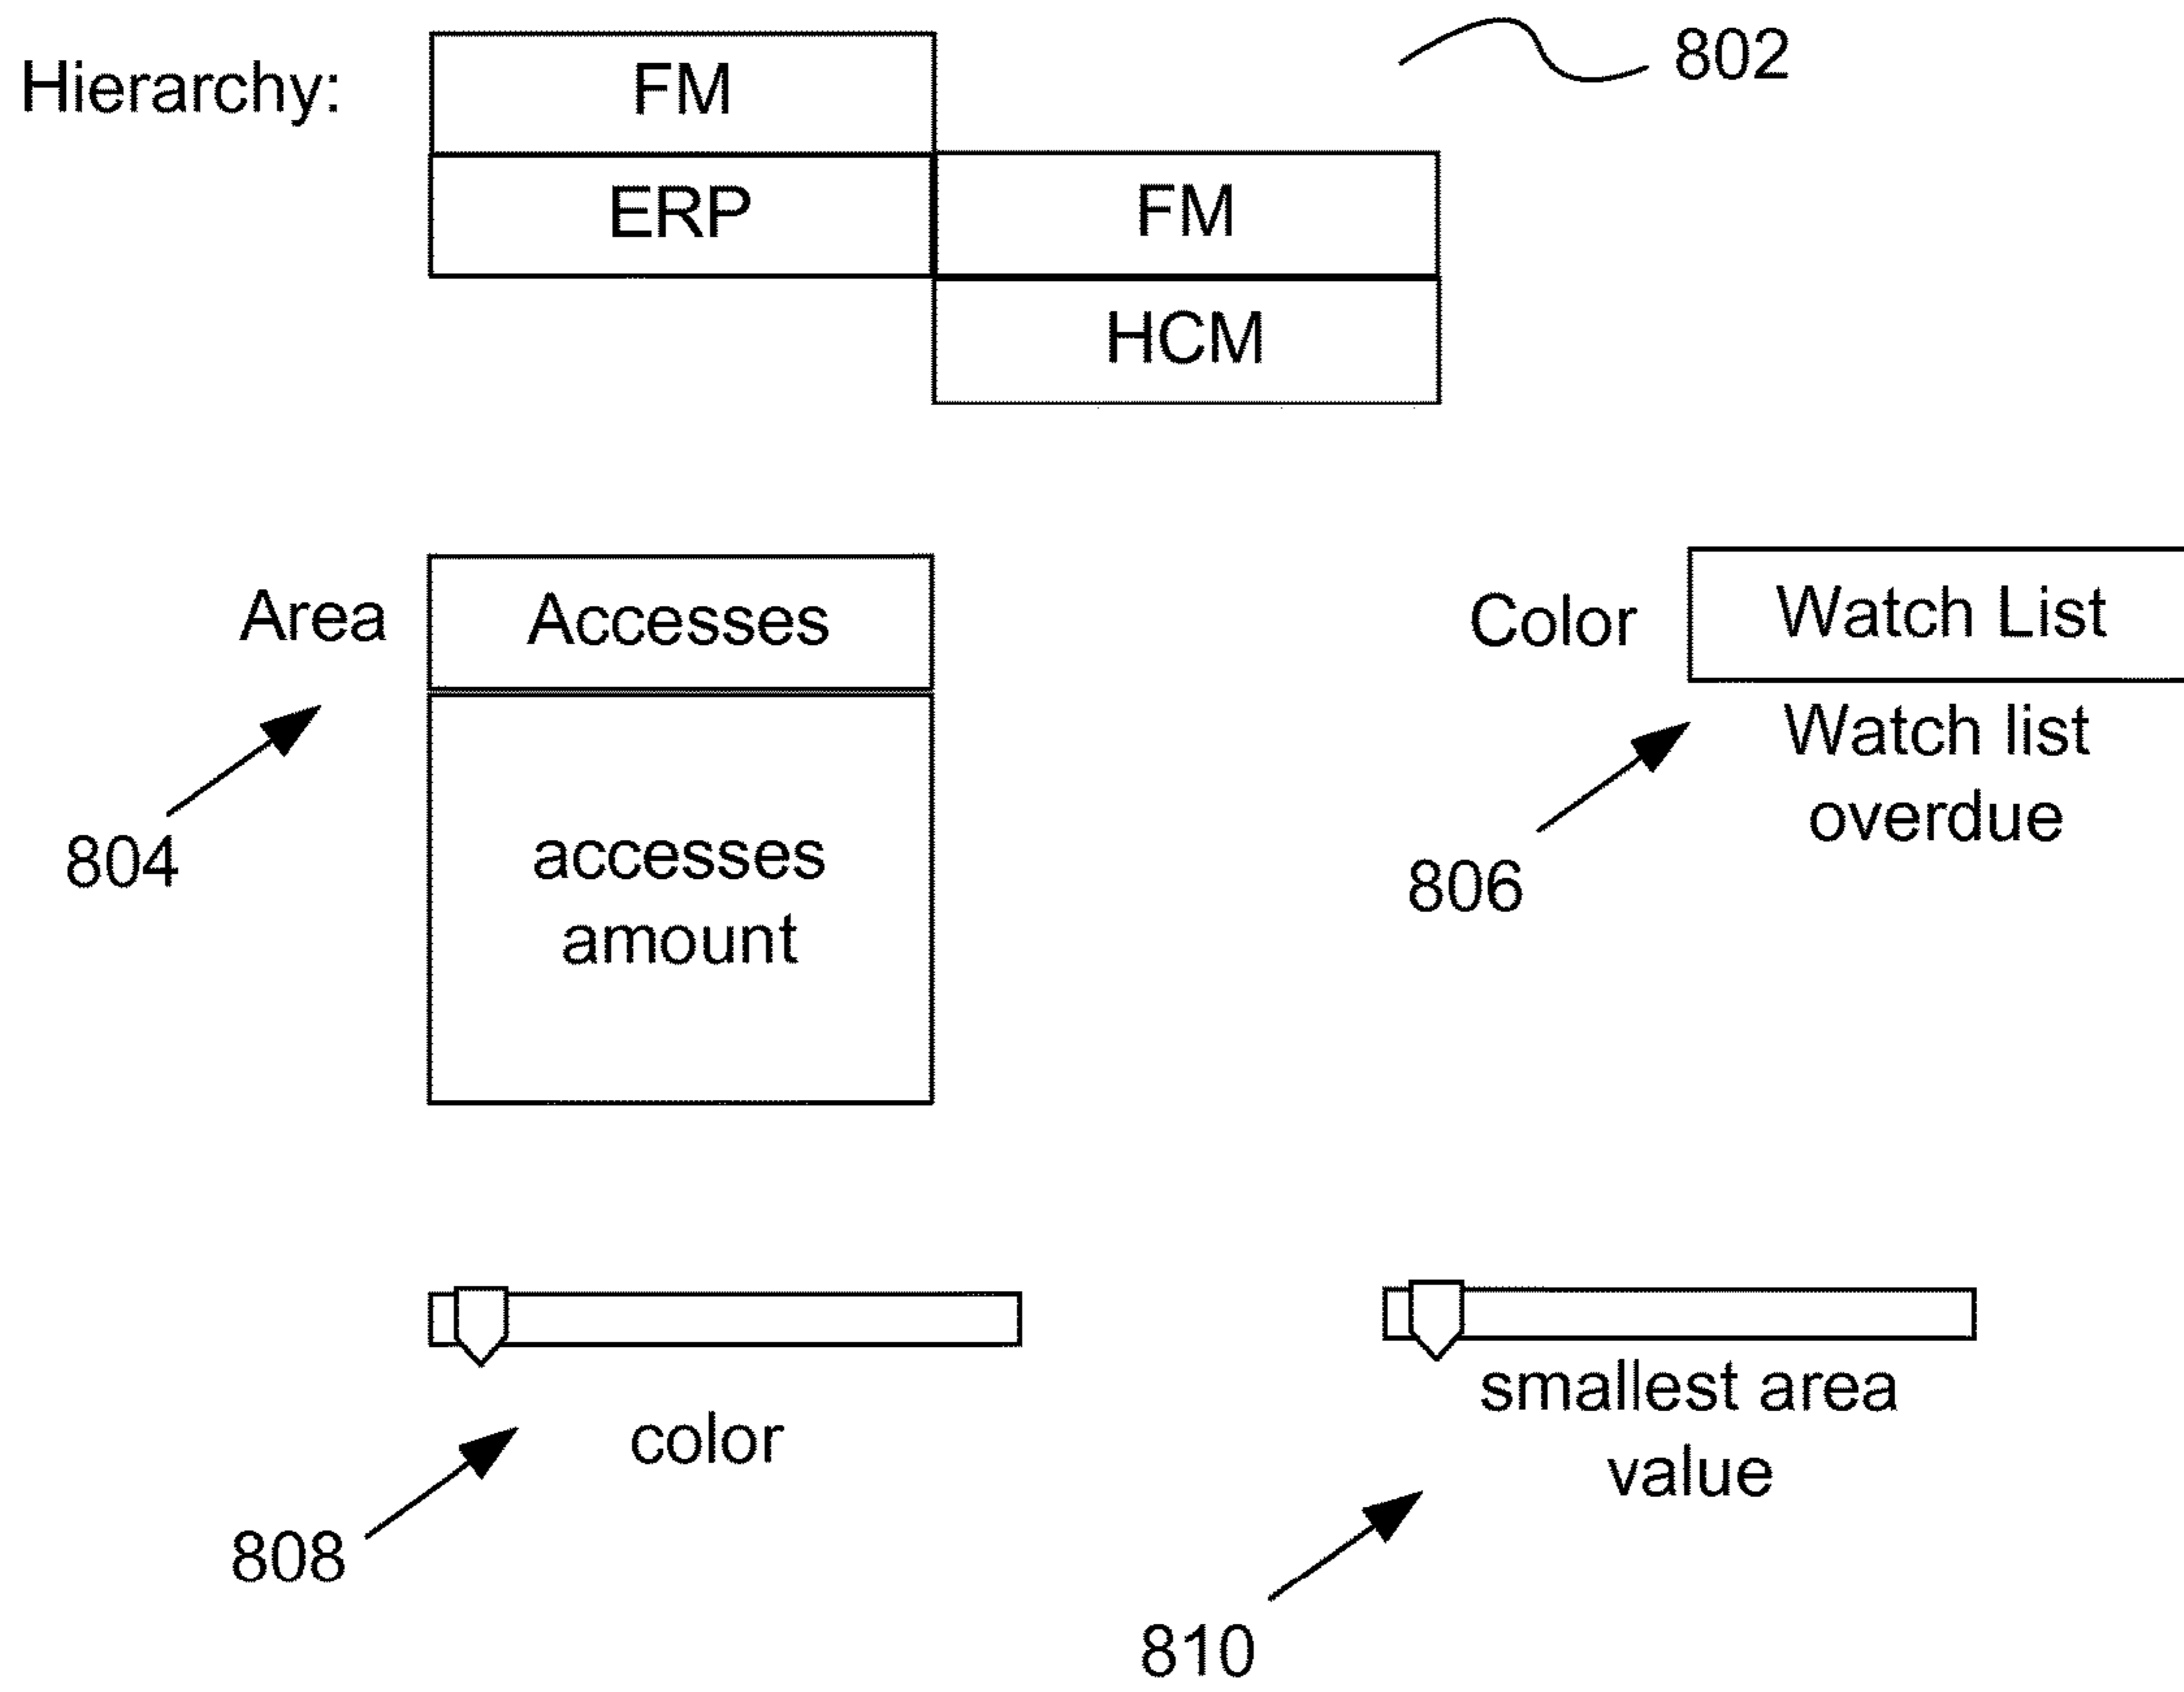 Hierarchy:
FM
802
ERP
FM
HCM
Area
Accesses
Color
Watch List
804
accesses
amount
806
Watch list
overdue
color
808
smallest area
value
810